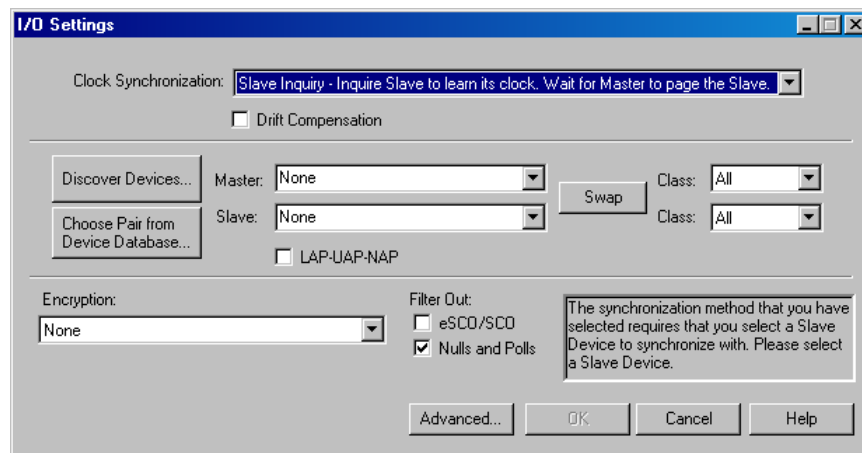 I/O Settings
Clock Synchronization: Slave Inquiry - Inquire Slave to learn its clock. Wait for Master to page the Slave.
Drift Compensation
Discover Devices... Master: None Swap Class: All
Choose Pair from
Device Database... Slave: None Class: All
LAP-UAP-NAP
Encryption: Filter Out:
None eSCO/SCO
Nulls and Polls
The synchronization method that you have
selected requires that you select a Slave
Device to synchronize with. Please select
a Slave Device.
Advanced... OK Cancel Help